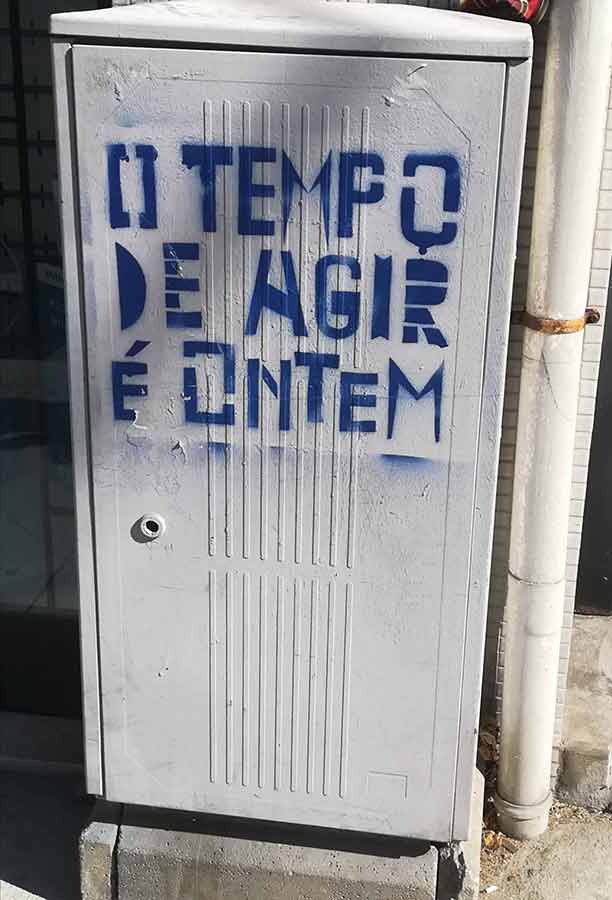 O TEMPO
DE AGIR
É ONTEM